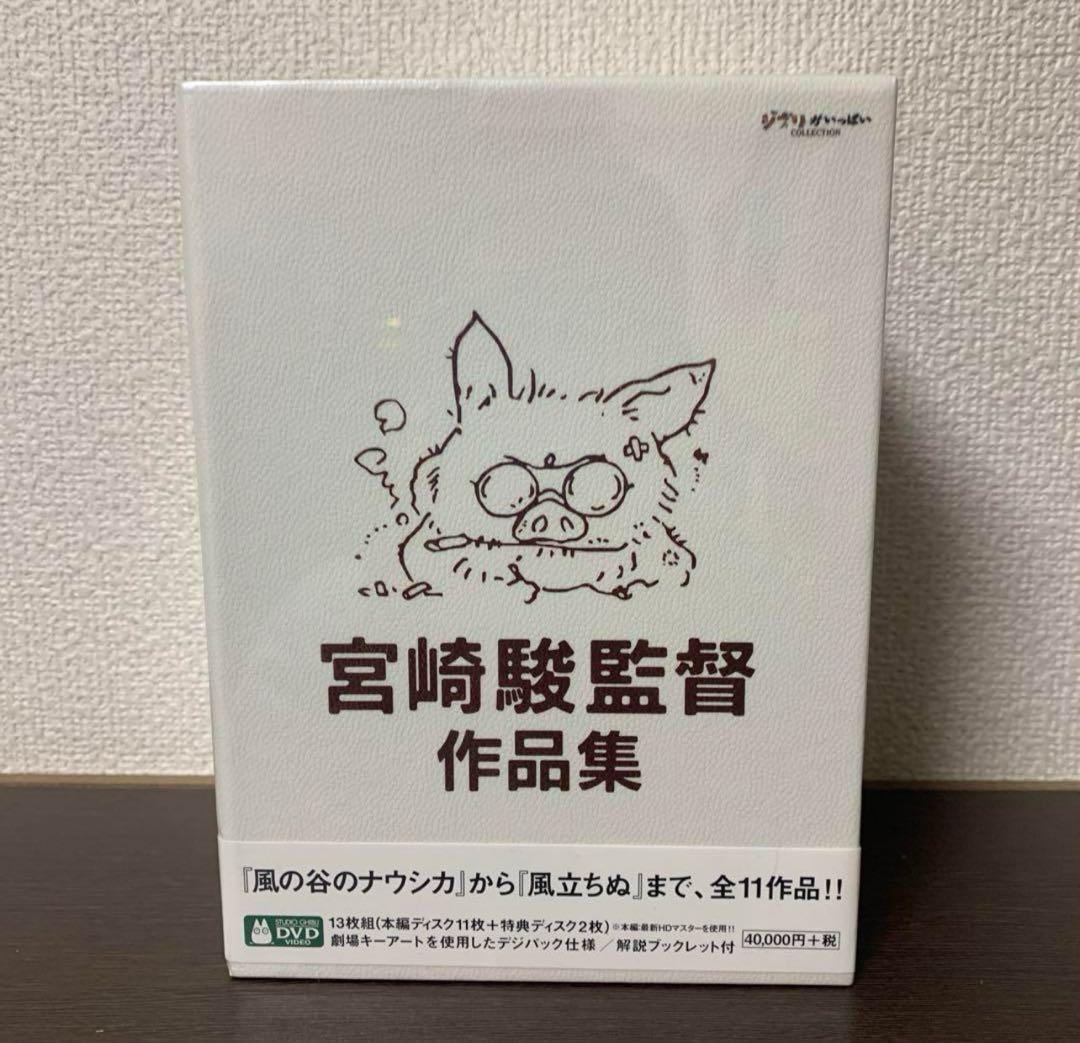 ジブリがいっぱい
COLLECTION
宮崎駿監督
作品集
『風の谷のナウシカ』から『風立ちぬ』まで、全11作品!!
STUDIO GHIBLI
DVD
VIDEO
13枚組(本編ディスク11枚＋特典ディスク2枚) ※本編:最新HDマスターを使用!!
劇場キーアートを使用したデジパック仕様／解説ブックレット付
40,000円＋税